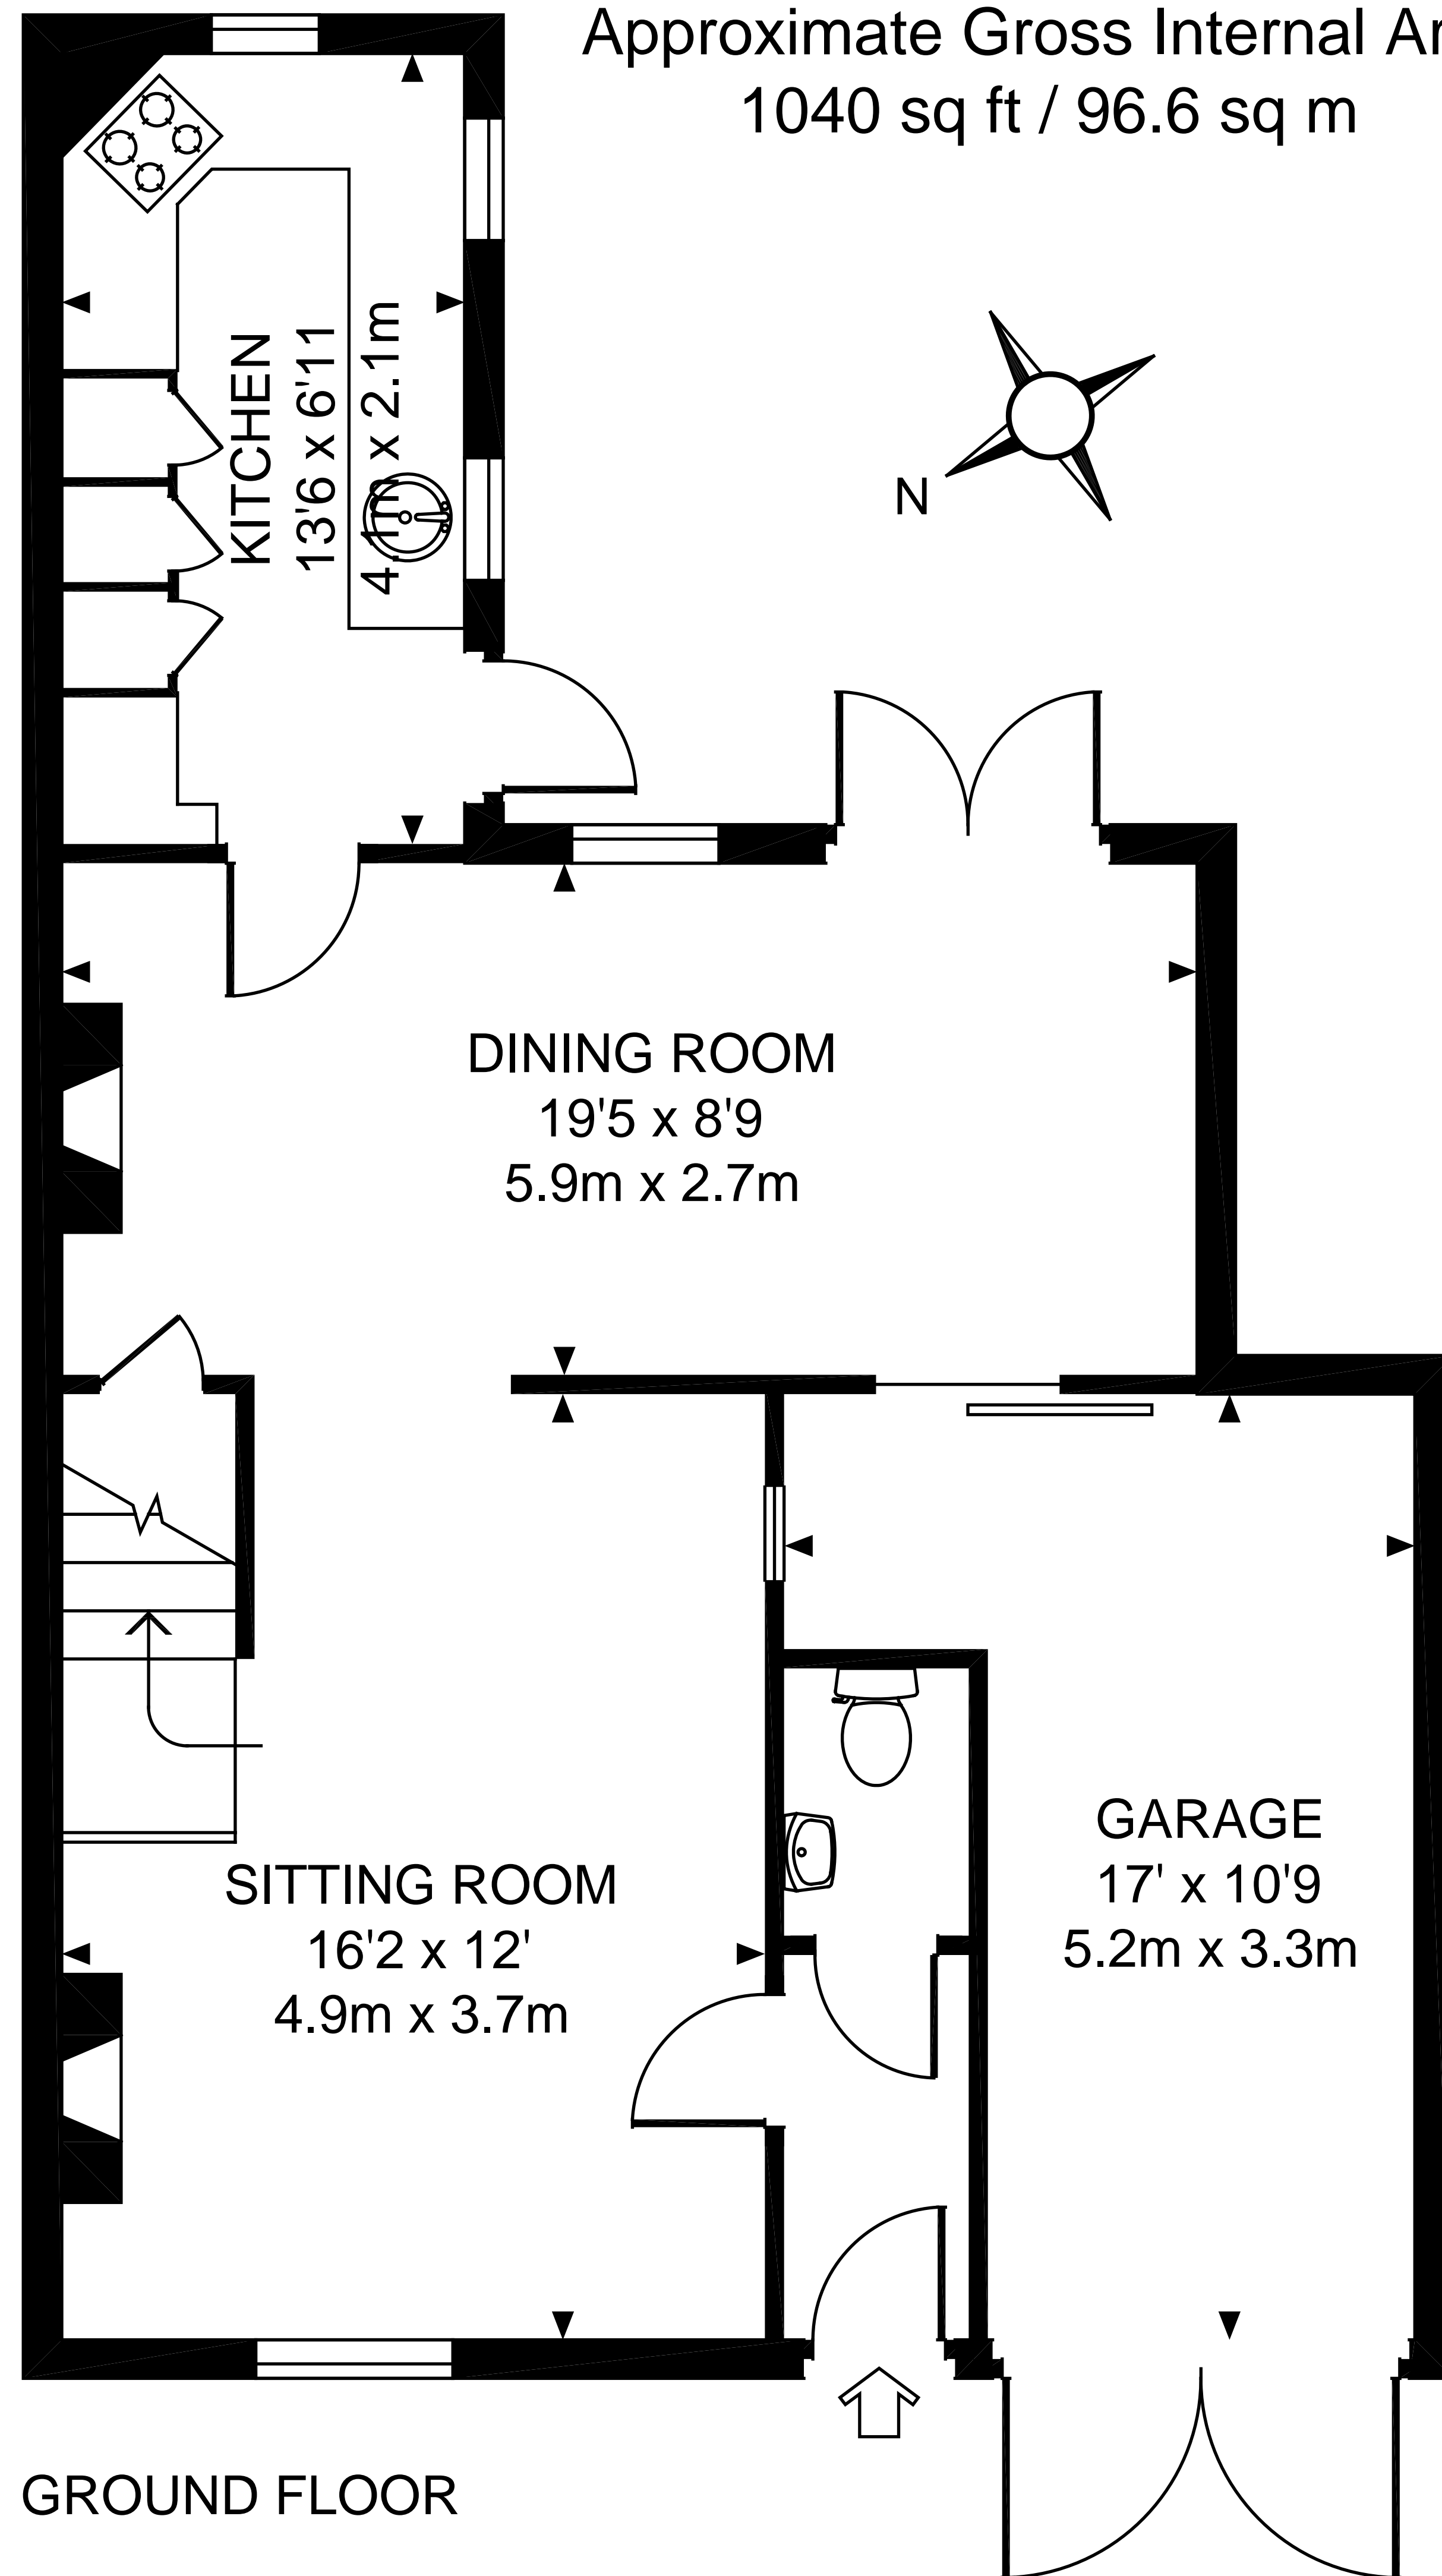 Approximate Gross Internal
1040 sq ft / 96.6 sq m
N
KITCHEN
13'6 x 6'11
4.1m x 2.1m
DINING ROOM
19'5 x 8'9
5.9m x 2.7m
SITTING ROOM
16'2 x 12'
4.9m x 3.7m
GARAGE
17' x 10'9
5.2m x 3.3m
GROUND FLOOR